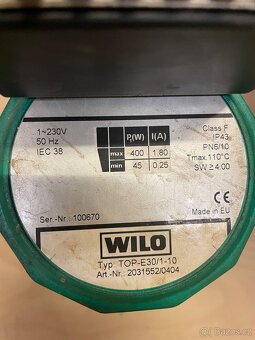 1~230V
50 Hz
IEC 38
P₁(W) I(A)
max 400 1.80
min 45 0.25
Class F
IP43
PN6/10
Tmax.110°C
SW ≥ 4.00
CE
Made in EU
Ser.-Nr.: 100670
WILO
Typ: TOP-E30/1-10
Art.-Nr.: 2031552/0404